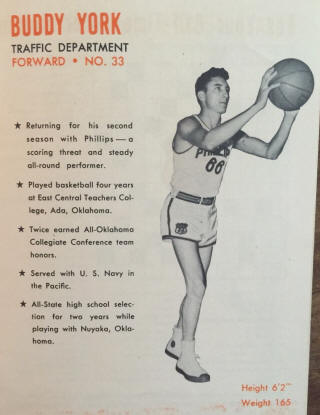 BUDDY YORK
TRAFFIC DEPARTMENT
FORWARD • NO. 33
★ Returning for his second
season with Phillips — a
scoring threat and steady
all-round performer.
★ Played basketball four years
at East Central Teachers Col-
lege, Ada, Oklahoma.
★ Twice earned All-Oklahoma
Collegiate Conference team
honors.
★ Served with U. S. Navy in
the Pacific.
★ All-State high school selec-
tion for two years while
playing with Nuyaka, Okla-
homa.
66
66
Height 6'2"
Weight 165